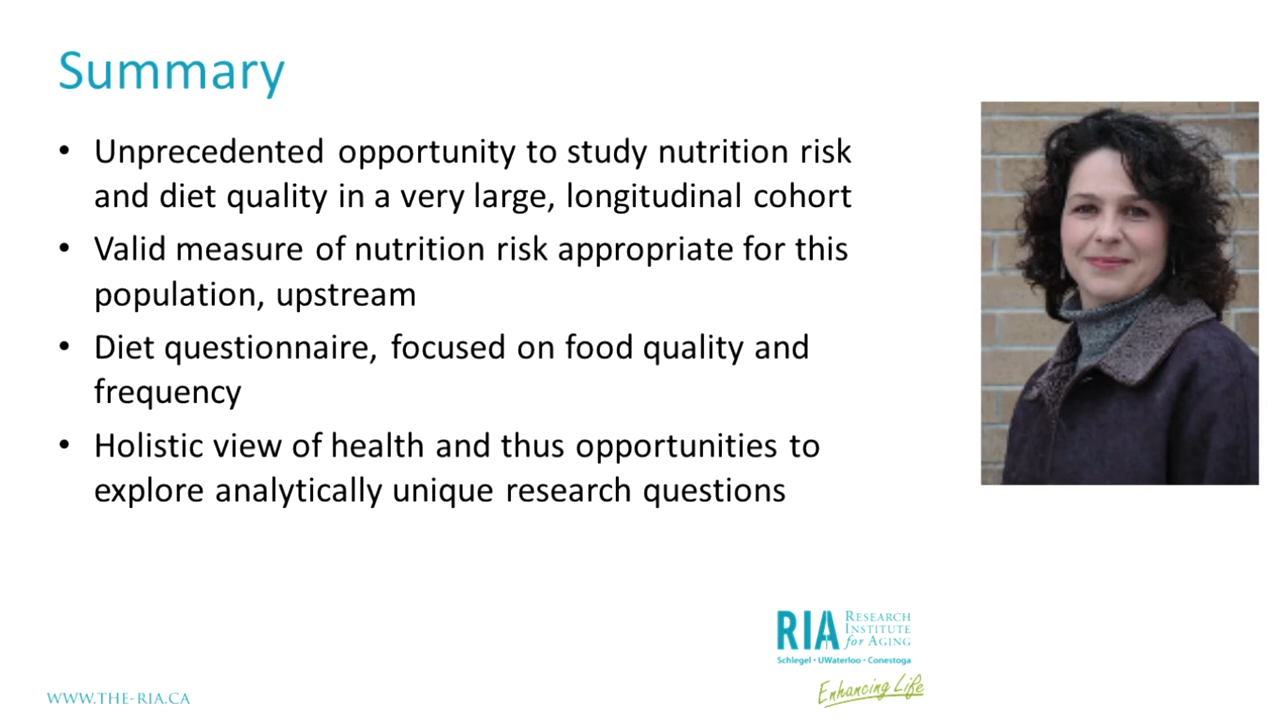 Summary
• Unprecedented opportunity to study nutrition risk
and diet quality in a very large, longitudinal cohort
• Valid measure of nutrition risk appropriate for this
population, upstream
• Diet questionnaire, focused on food quality and
frequency
• Holistic view of health and thus opportunities to
explore analytically unique research questions
RIA RESEARCH
INSTITUTE
for AGING
Schlegel • UWaterloo • Conestoga
Enhancing Life
WWW.THE-RIA.CA